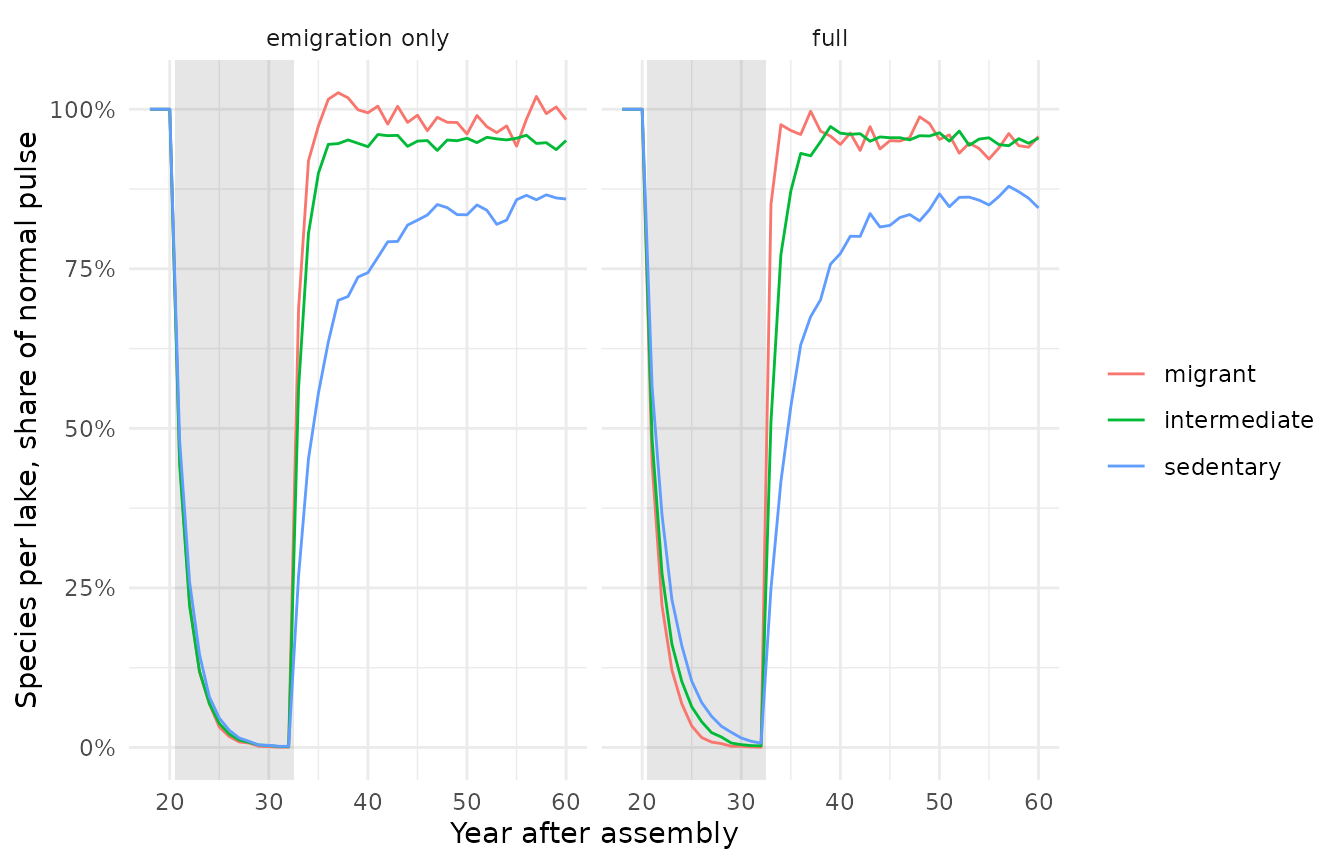 emigration only
full
Species per lake, share of normal pulse
100%
75%
50%
25%
0%
20 30 40 50 60
20 30 40 50 60
Year after assembly
migrant
intermediate
sedentary